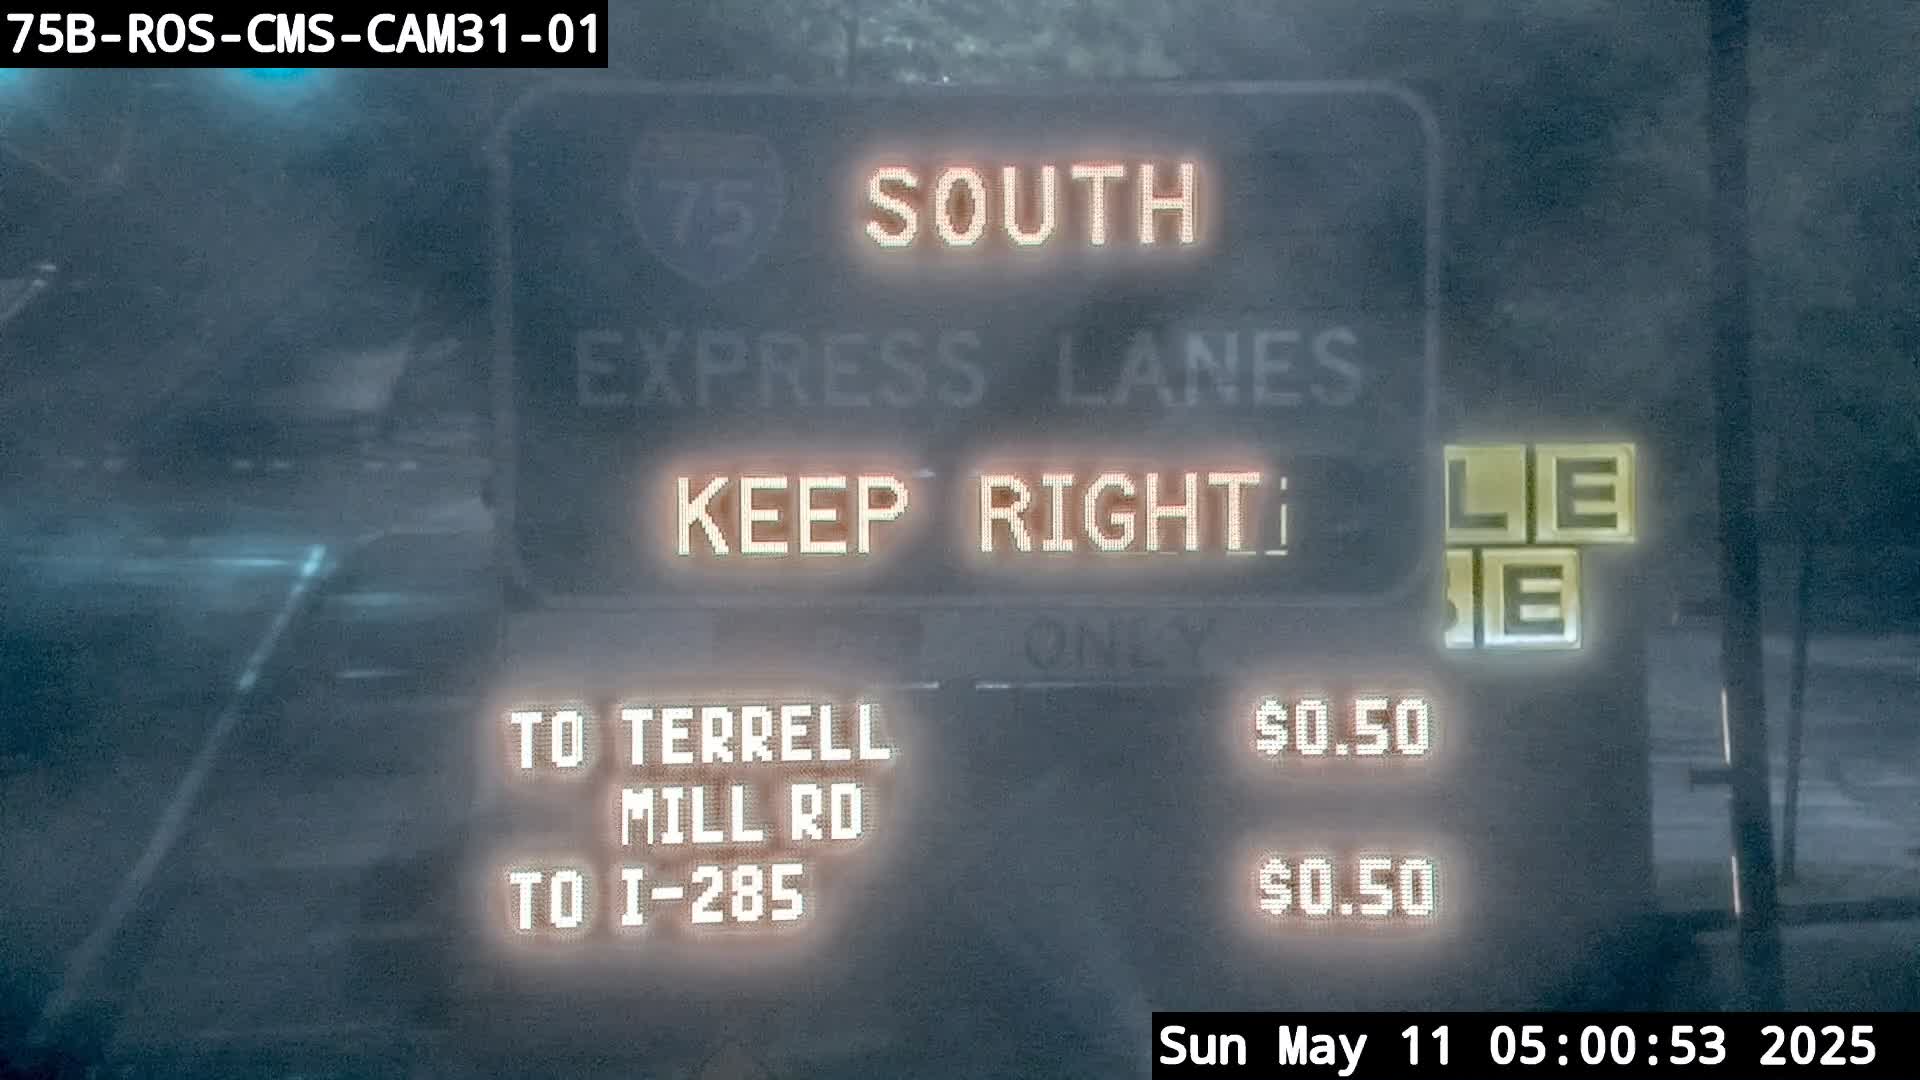 75B-ROS-CMS-CAM31-01
75 SOUTH
EXPRESS LANES
KEEP RIGHT
LE
E
ONLY
TO TERRELL $0.50
MILL RD
TO I-285 $0.50
Sun May 11 05:00:53 2025